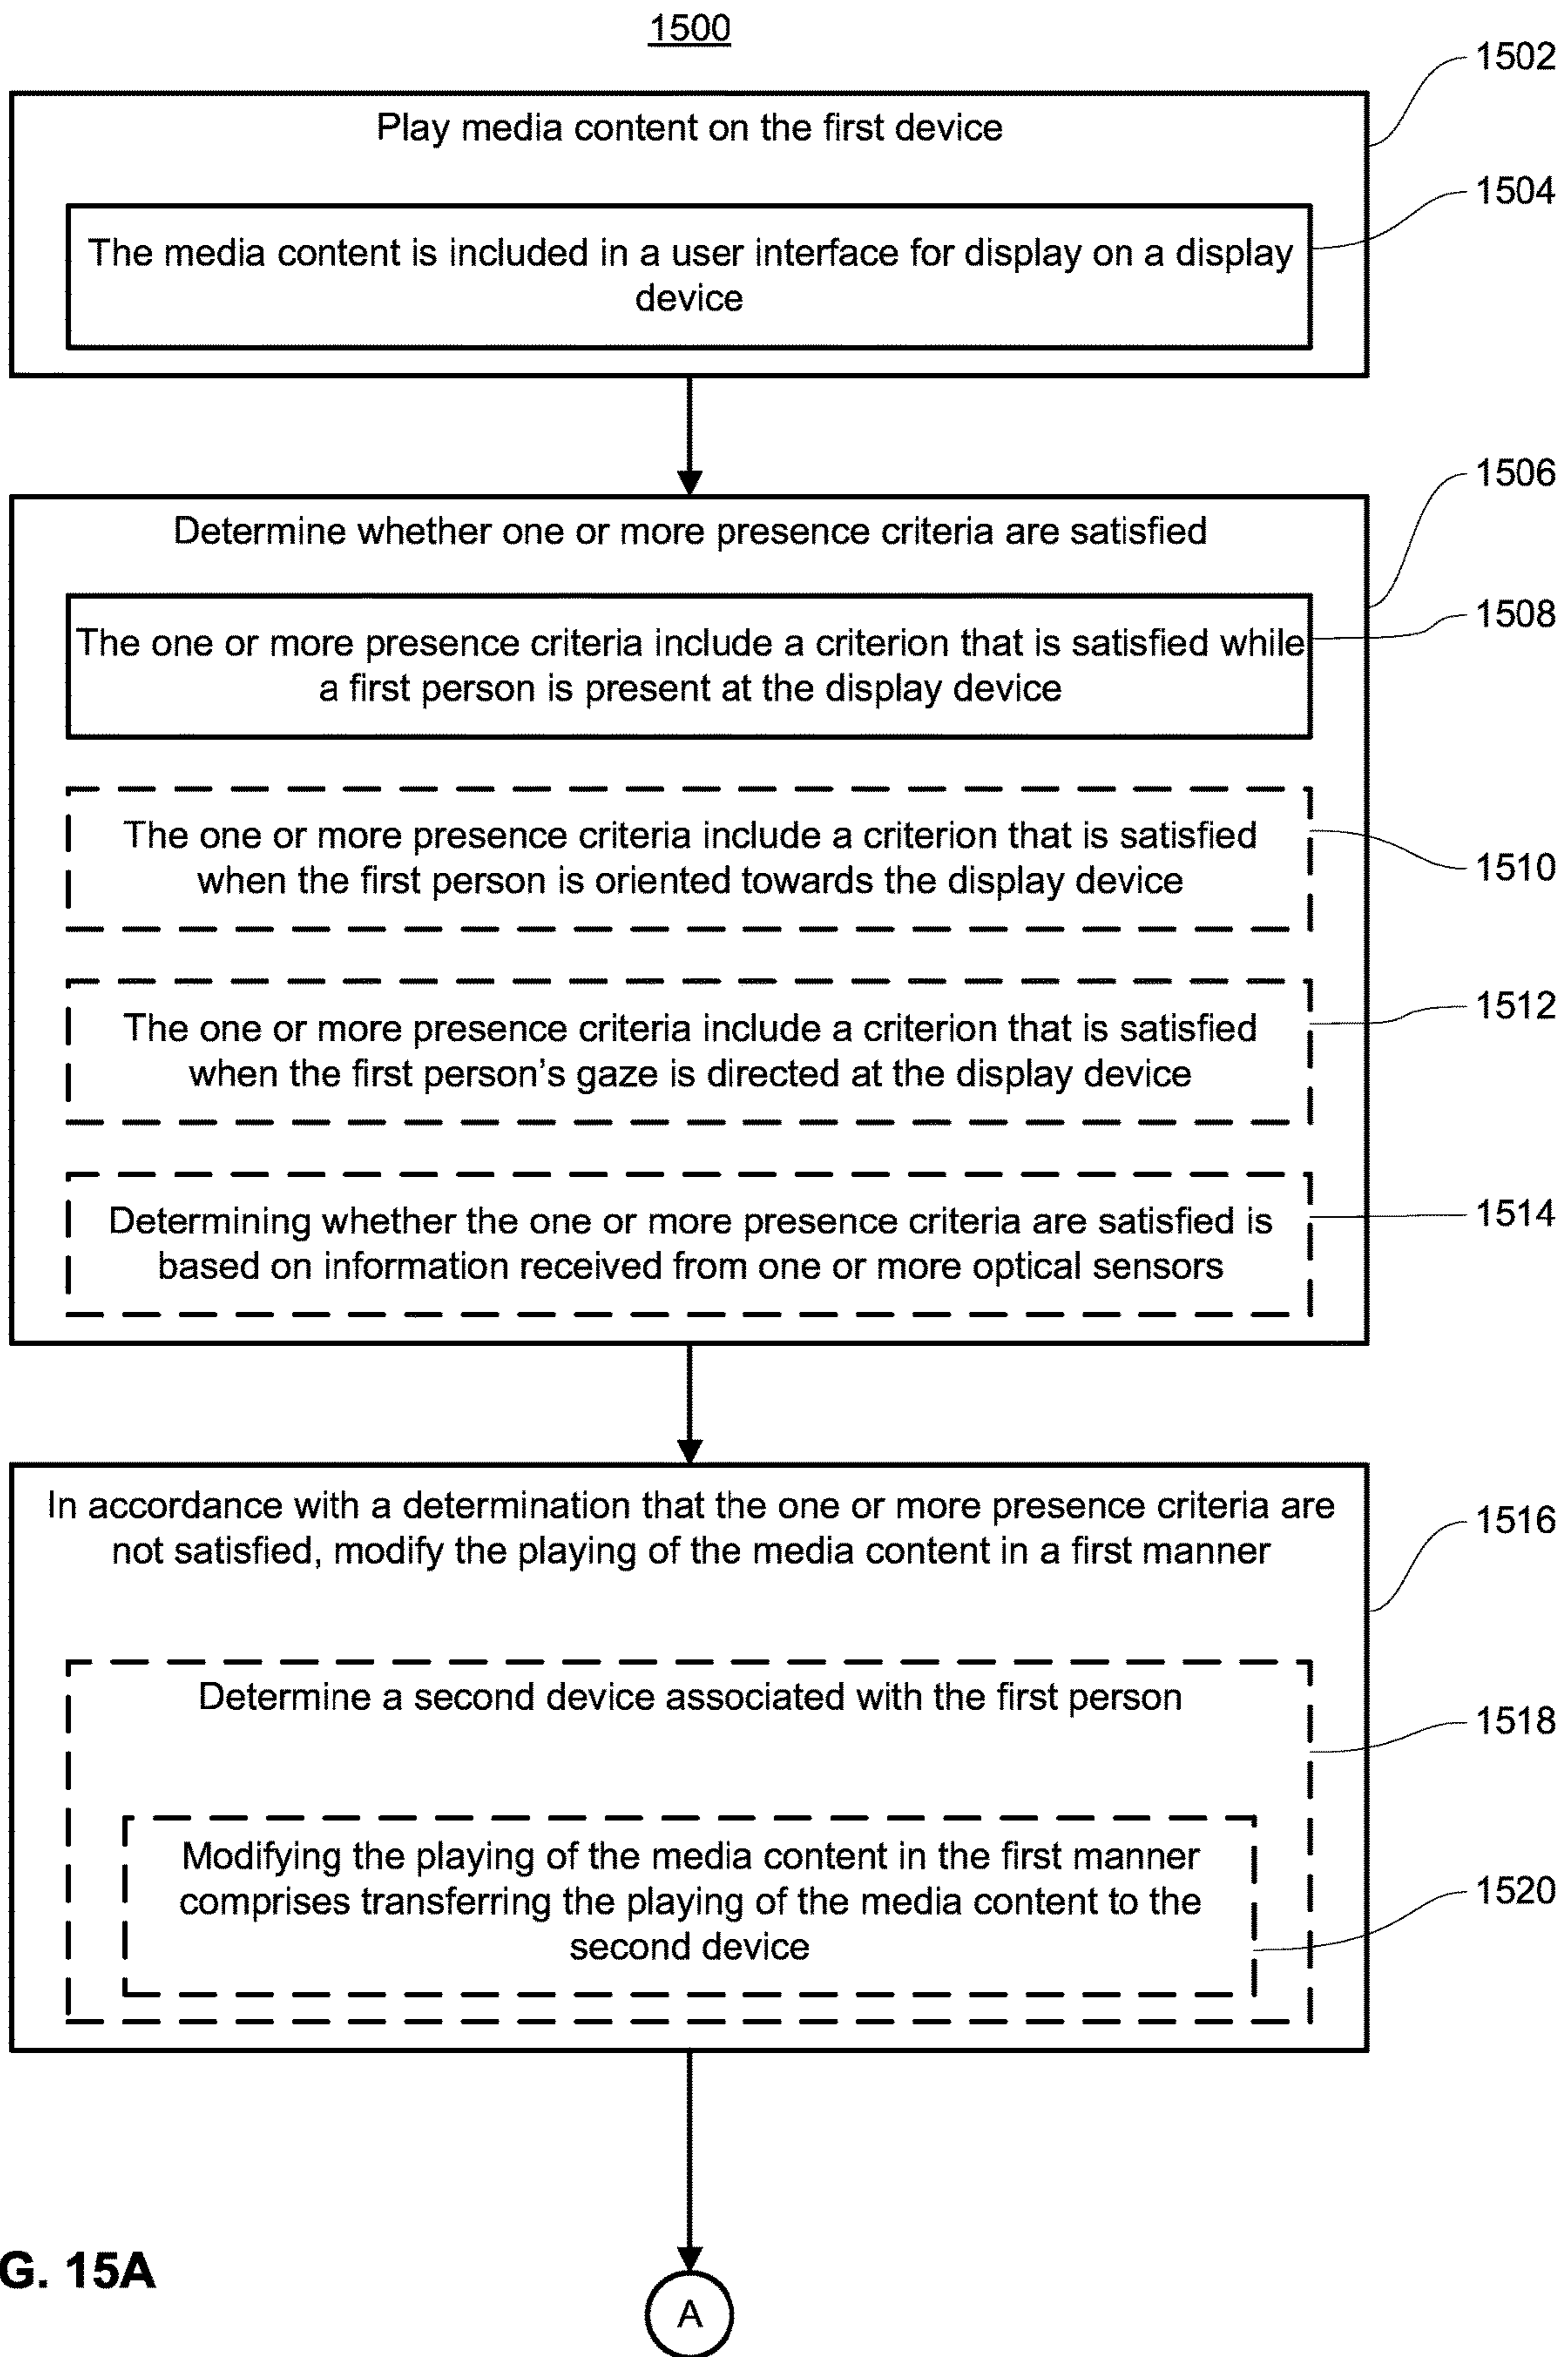 1500
1502
Play media content on the first device
1504
The media content is included in a user interface for display on a display
device
1506
Determine whether one or more presence criteria are satisfied
1508
The one or more presence criteria include a criterion that is satisfied while
a first person is present at the display device
The one or more presence criteria include a criterion that is satisfied
when the first person is oriented towards the display device
1510
The one or more presence criteria include a criterion that is satisfied
when the first person's gaze is directed at the display device
1512
Determining whether the one or more presence criteria are satisfied is
based on information received from one or more optical sensors
1514
In accordance with a determination that the one or more presence criteria are
not satisfied, modify the playing of the media content in a first manner
1516
Determine a second device associated with the first person
1518
Modifying the playing of the media content in the first manner
comprises transferring the playing of the media content to the
second device
1520
G. 15A
A